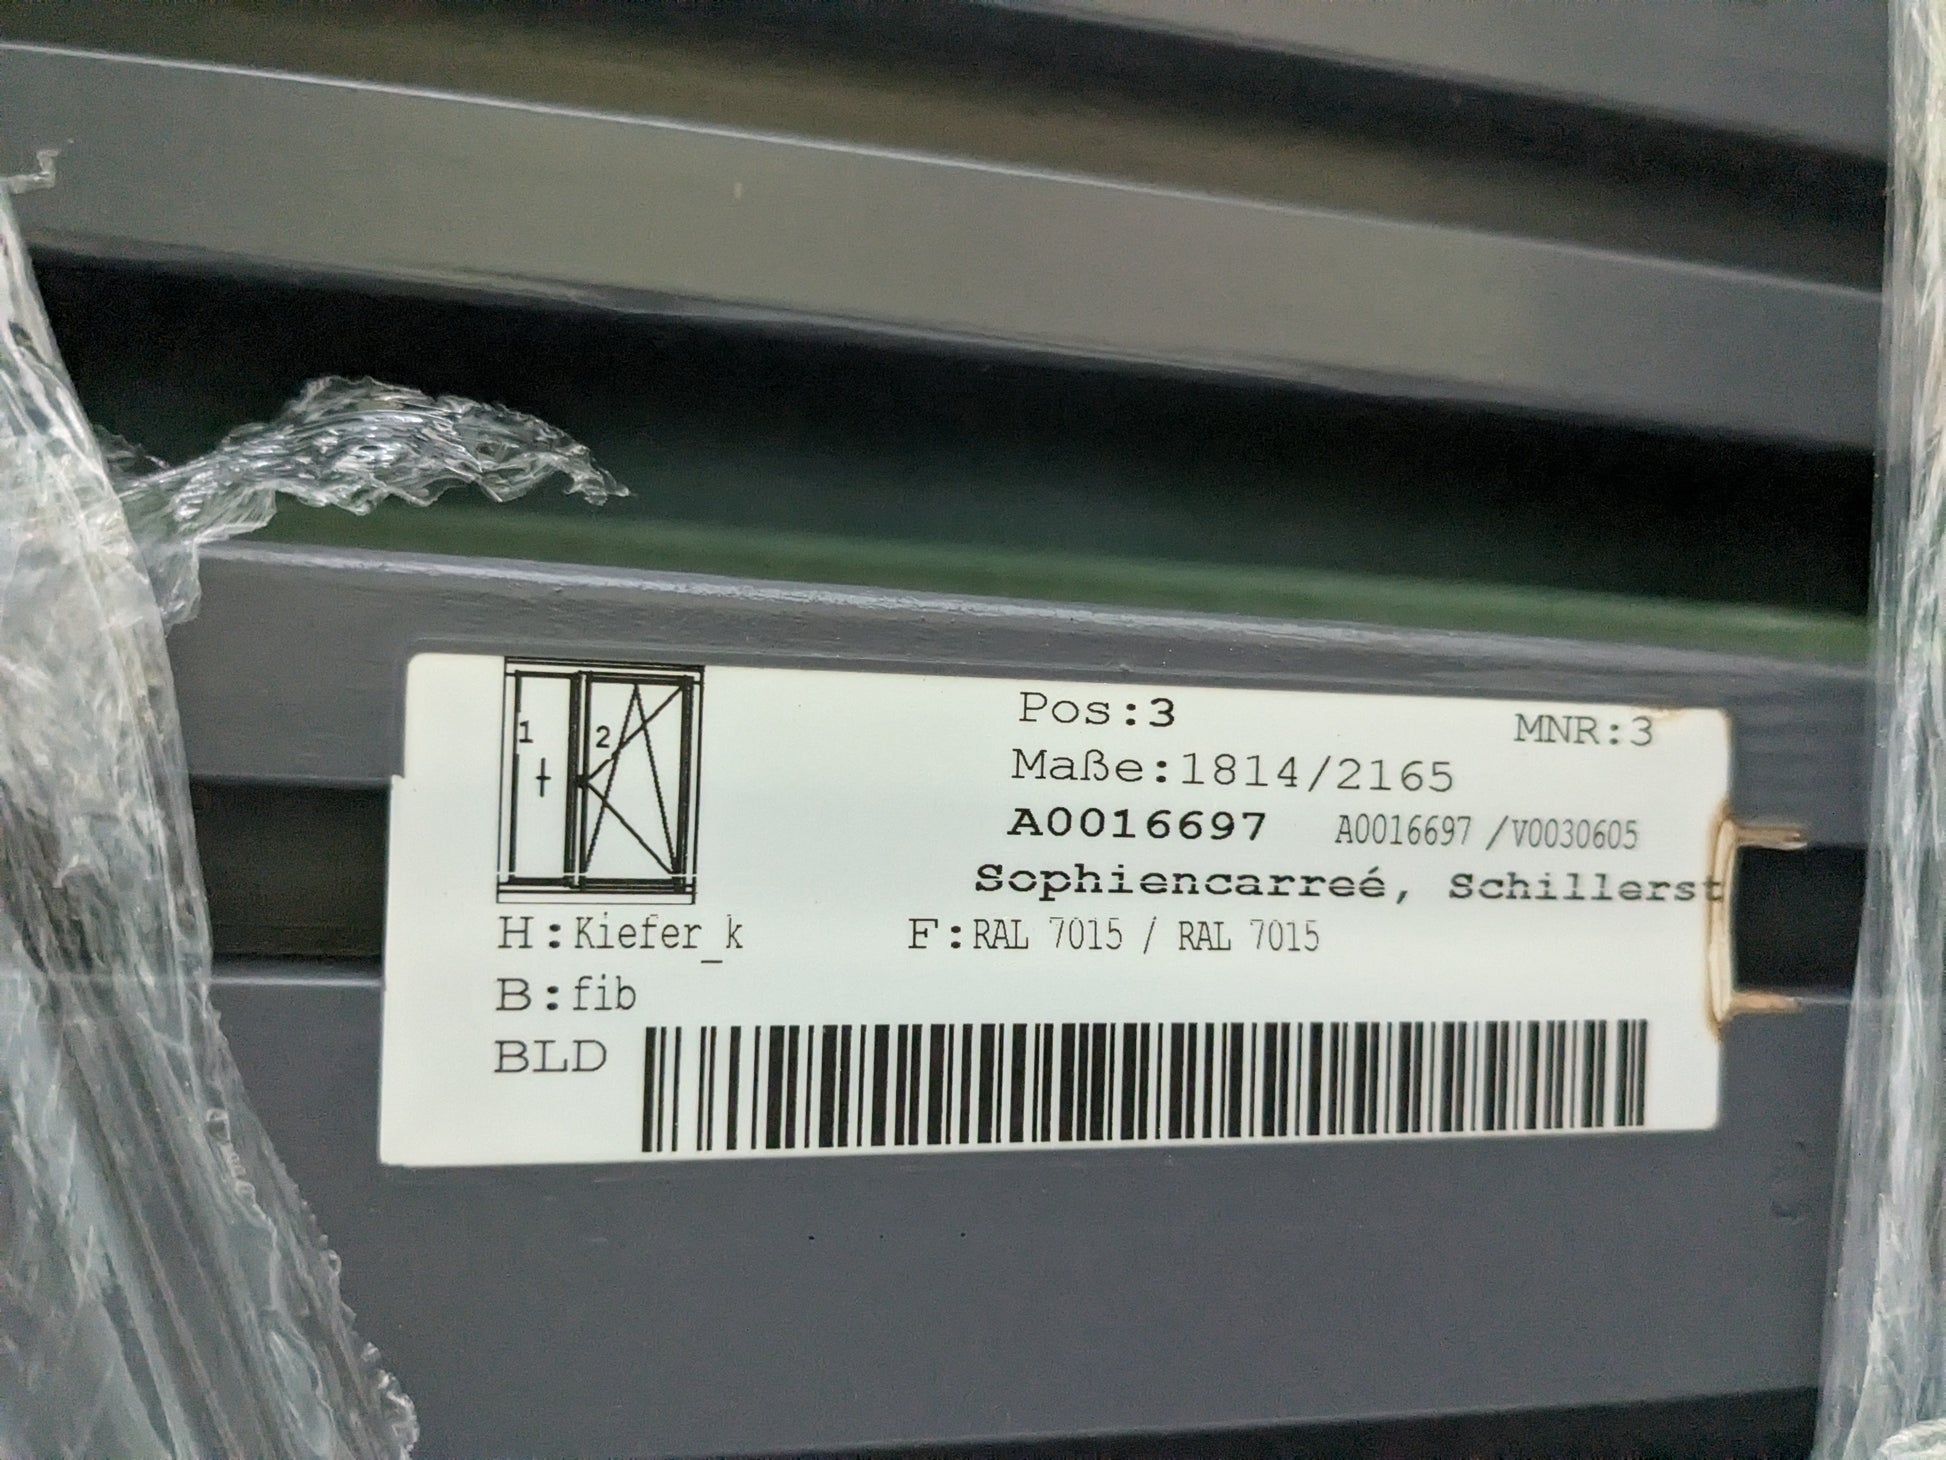 1 2
Pos:3 MNR:3
Maße:1814/2165
A0016697 A0016697 /V0030605
Sophiencarreé, Schillerst
H:Kiefer_k F:RAL 7015 / RAL 7015
B:fib
BLD